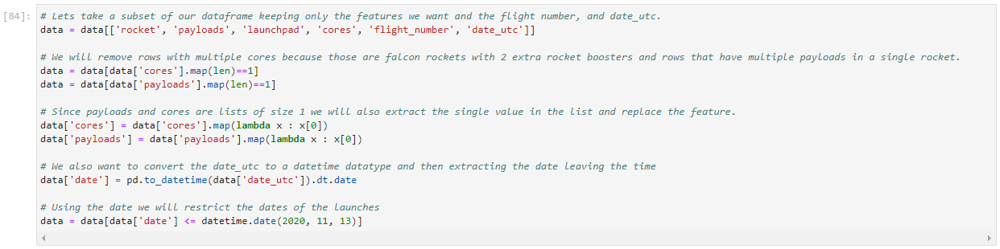 [84]: # Lets take a subset of our dataframe keeping only the features we want and the flight number, and date_utc.
data = data[['rocket', 'payloads', 'launchpad', 'cores', 'flight_number', 'date_utc']]
# We will remove rows with multiple cores because those are falcon rockets with 2 extra rocket boosters and rows that have multiple payloads in a single rocket.
data = data[data['cores'].map(len)==1]
data = data[data['payloads'].map(len)==1]
# Since payloads and cores are lists of size 1 we will also extract the single value in the list and replace the feature.
data['cores'] = data['cores'].map(lambda x : x[0])
data['payloads'] = data['payloads'].map(lambda x : x[0])
# We also want to convert the date_utc to a datetime datatype and then extracting the date leaving the time
data['date'] = pd.to_datetime(data['date_utc']).dt.date
# Using the date we will restrict the dates of the launches
data = data[data['date'] <= datetime.date(2020, 11, 13)]